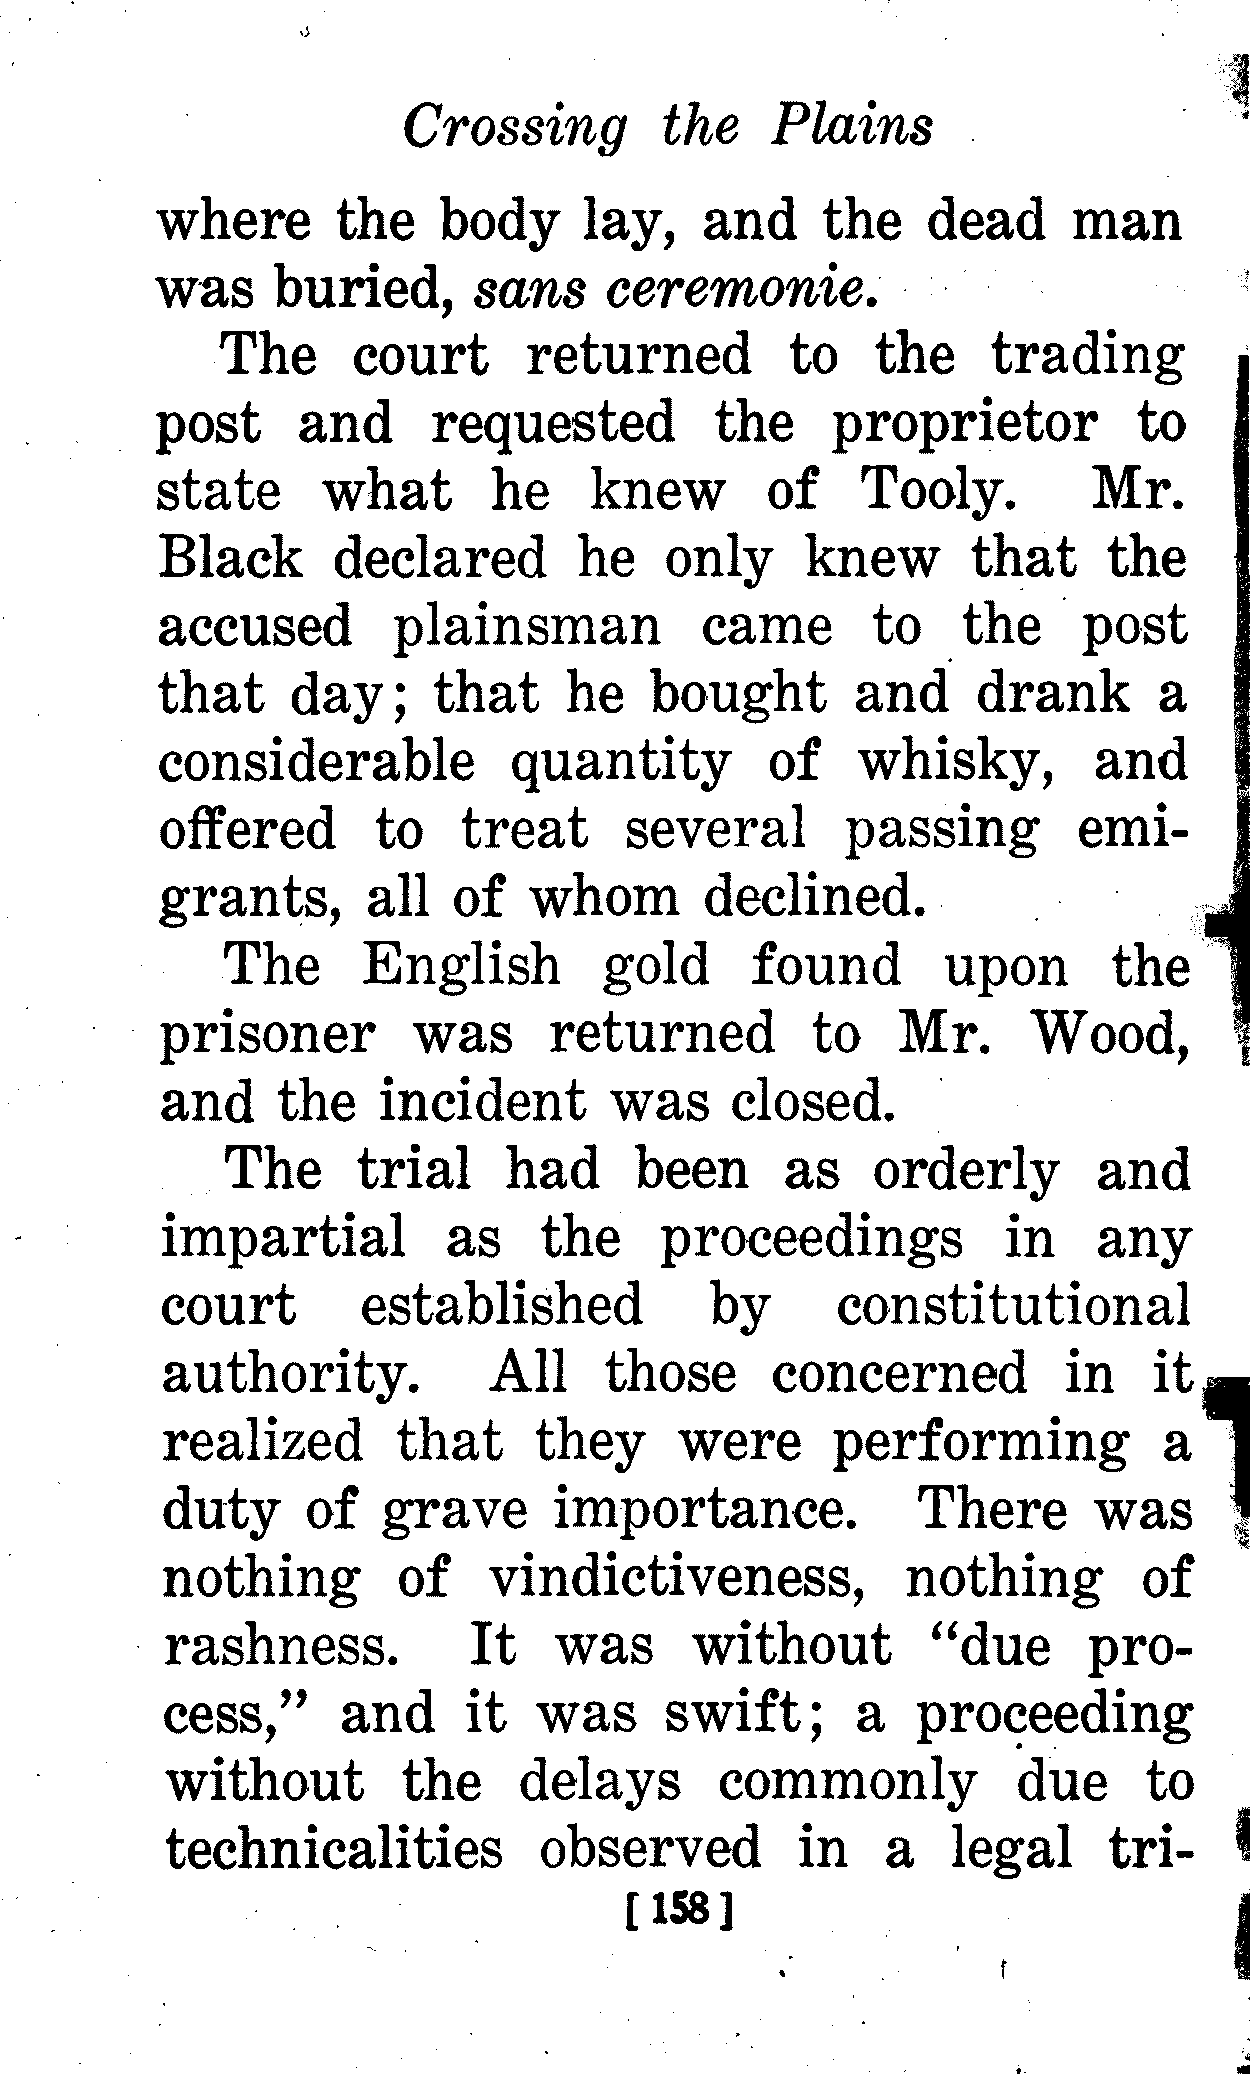 Crossing the Plains
where the body lay, and the dead man
was buried, sans ceremonie.
The court returned to the trading
post and requested the proprietor to
state what he knew of Tooly. Mr.
Black declared he only knew that the
accused plainsman came to the post
that day; that he bought and drank a
considerable quantity of whisky, and
offered to treat several passing emi-
grants, all of whom declined.
The English gold found upon the
prisoner was returned to Mr. Wood,
and the incident was closed.
The trial had been as orderly and
impartial as the proceedings in any
court established by constitutional
authority. All those concerned in it
realized that they were performing a
duty of grave importance. There was
nothing of vindictiveness, nothing of
rashness. It was without “due pro-
cess,” and it was swift; a proceeding
without the delays commonly due to
technicalities observed in a legal tri-
[ 158 ]